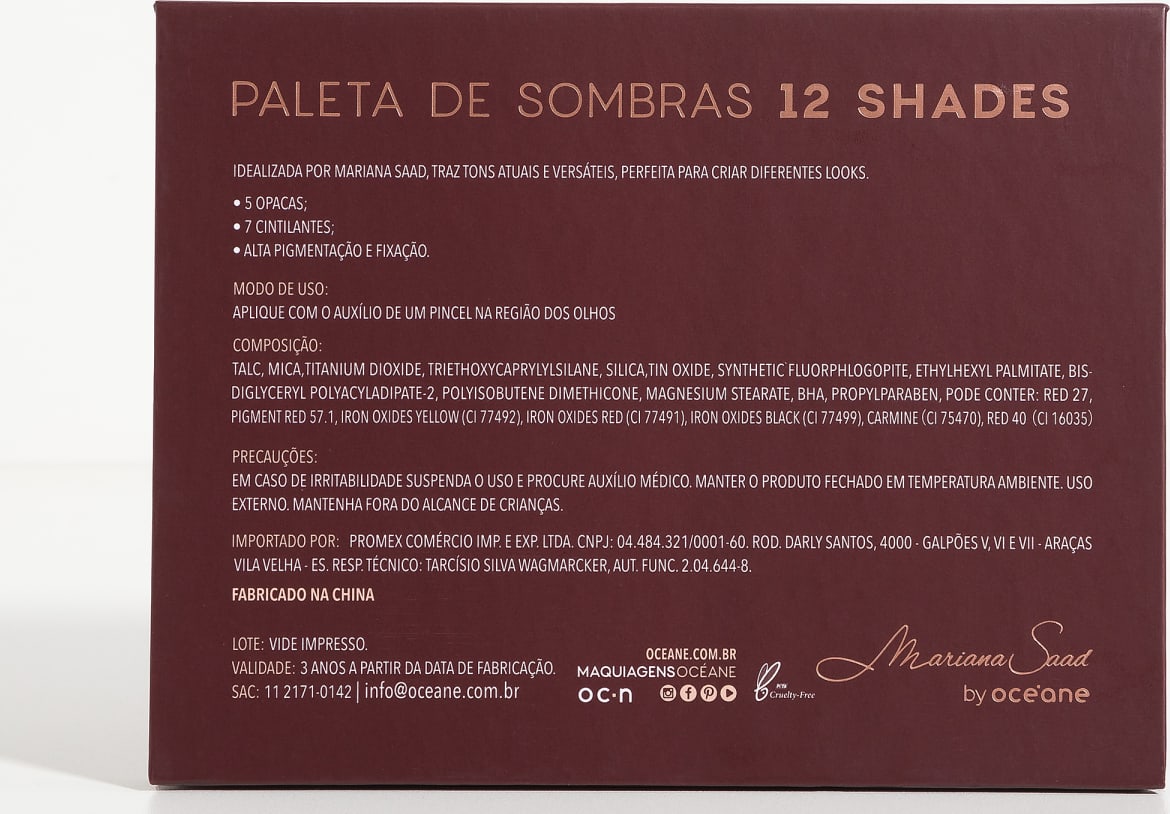 PALETA DE SOMBRAS 12 SHADES
IDEALIZADA POR MARIANA SAAD, TRAZ TONS ATUAIS E VERSÁTEIS, PERFEITA PARA CRIAR DIFERENTES LOOKS.
• 5 OPACAS;
• 7 CINTILANTES;
• ALTA PIGMENTAÇÃO E FIXAÇÃO.
MODO DE USO:
APLIQUE COM O AUXÍLIO DE UM PINCEL NA REGIÃO DOS OLHOS
COMPOSIÇÃO:
TALC, MICA,TITANIUM DIOXIDE, TRIETHOXYCAPRYLYLSILANE, SILICA,TIN OXIDE, SYNTHETIC FLUORPHLOGOPITE, ETHYLHEXYL PALMITATE, BIS-
DIGLYCERYL POLYACYLADIPATE-2, POLYISOBUTENE DIMETHICONE, MAGNESIUM STEARATE, BHA, PROPYLPARABEN, PODE CONTER: RED 27,
PIGMENT RED 57.1, IRON OXIDES YELLOW (CI 77492), IRON OXIDES RED (CI 77491), IRON OXIDES BLACK (CI 77499), CARMINE (CI 75470), RED 40 (CI 16035)
PRECAUÇÕES:
EM CASO DE IRRITABILIDADE SUSPENDA O USO E PROCURE AUXÍLIO MÉDICO. MANTER O PRODUTO FECHADO EM TEMPERATURA AMBIENTE. USO
EXTERNO. MANTENHA FORA DO ALCANCE DE CRIANÇAS.
IMPORTADO POR: PROMEX COMÉRCIO IMP. E EXP. LTDA. CNPJ: 04.484.321/0001-60. ROD. DARLY SANTOS, 4000 - GALPÕES V, VI E VII - ARAÇAS
VILA VELHA - ES. RESP. TÉCNICO: TARCÍSIO SILVA WAGMARCKER, AUT. FUNC. 2.04.644-8.
FABRICADO NA CHINA
LOTE: VIDE IMPRESSO.
VALIDADE: 3 ANOS A PARTIR DA DATA DE FABRICAÇÃO.
SAC: 11 2171-0142 | info@oceane.com.br
OCEANE.COM.BR
MAQUIAGENSOCÉANE
oc·n
PETA
Cruelty-Free
Mariana Saad
by océane